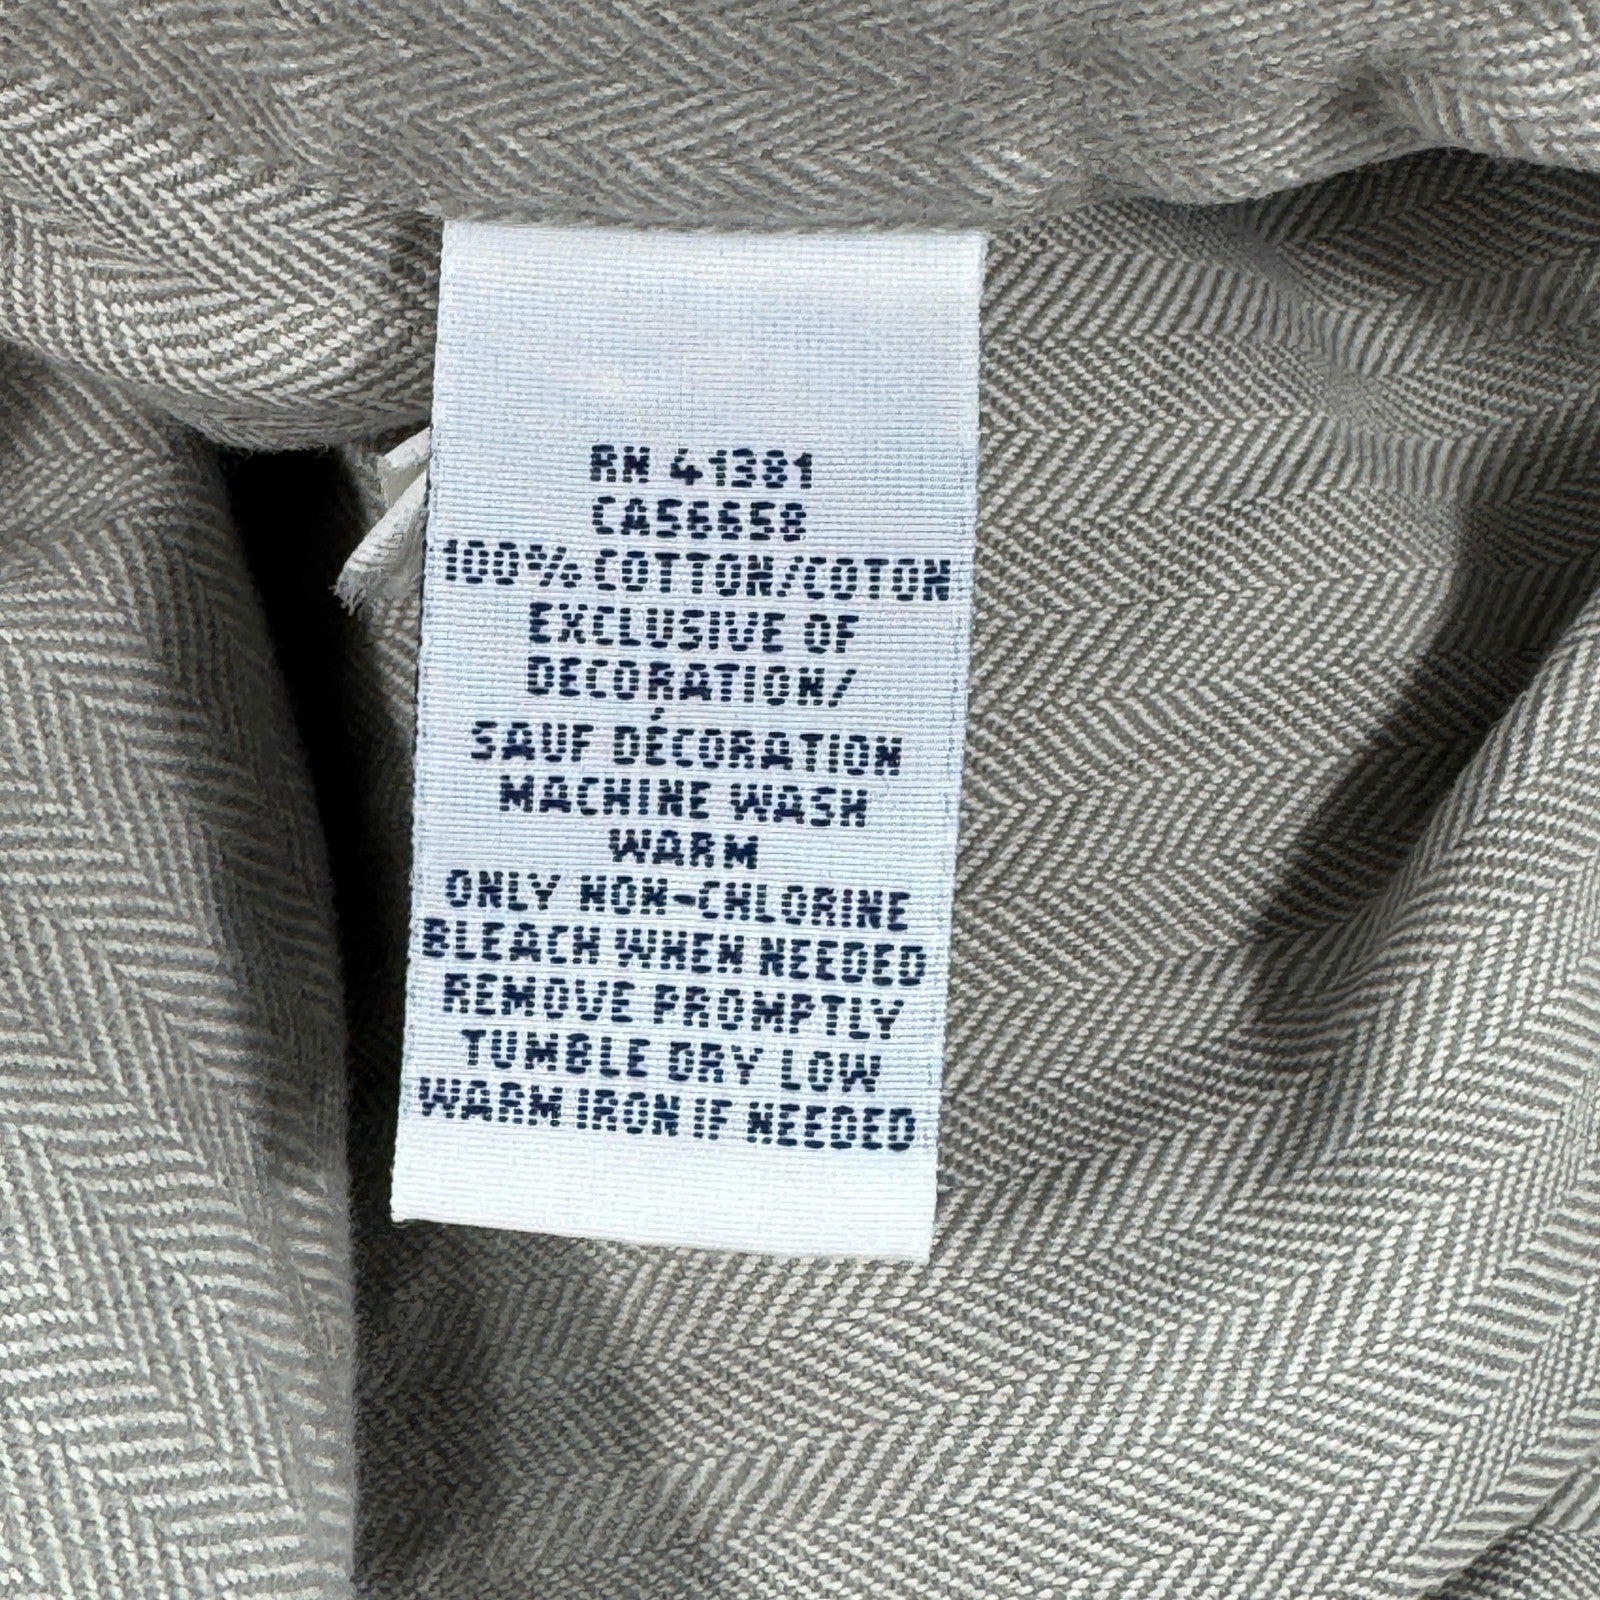 RN 41381
CA56658
100% COTTON/COTON
EXCLUSIVE OF
DECORATION/
SAUF DÉCORATION
MACHINE WASH
WARM
ONLY NON-CHLORINE
BLEACH WHEN NEEDED
REMOVE PROMPTLY
TUMBLE DRY LOW
WARM IRON IF NEEDED